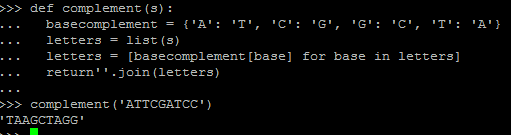 >>> def complement(s):
...     basecomplement = {'A': 'T', 'C': 'G', 'G': 'C', 'T': 'A'}
...     letters = list(s)
...     letters = [basecomplement[base] for base in letters]
...     return''.join(letters)
...
>>> complement('ATTCGATCC')
'TAAGCTAGG'
>>>